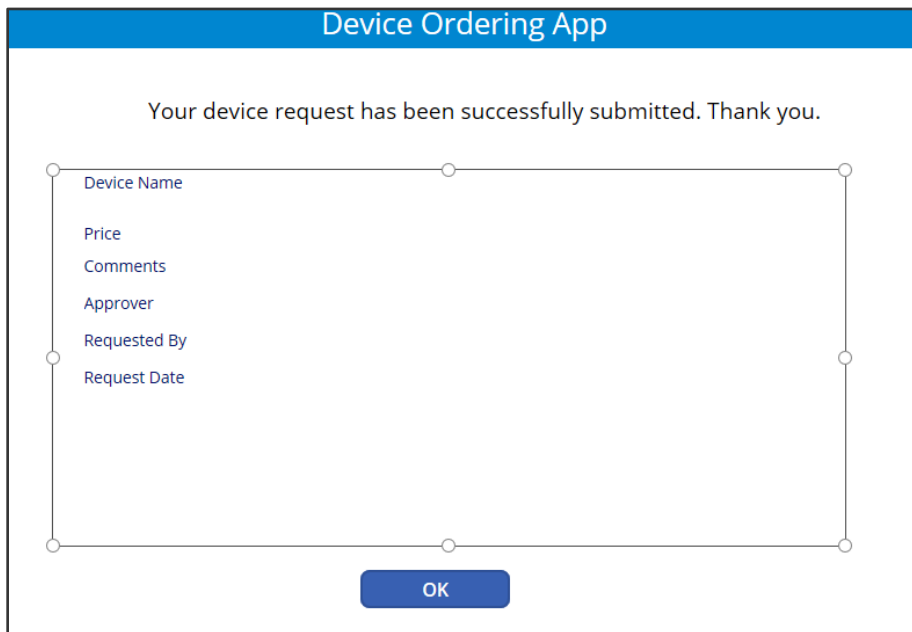 Device Ordering App
Your device request has been successfully submitted. Thank you.
Device Name
Price
Comments
Approver
Requested By
Request Date
OK